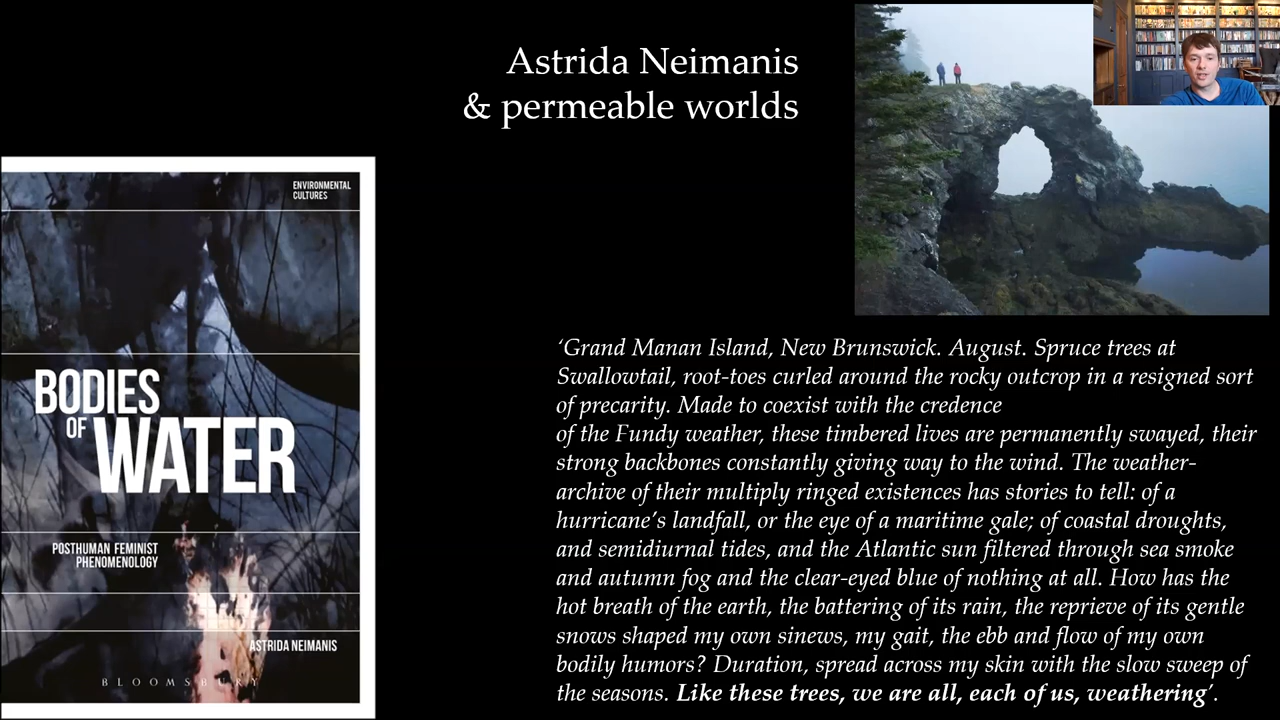 Astrida Neimanis
& permeable worlds
ENVIRONMENTAL
CULTURES
BODIES
OF WATER
POSTHUMAN FEMINIST
PHENOMENOLOGY
ASTRIDA NEIMANIS
BLOOMSBURY
‘Grand Manan Island, New Brunswick. August. Spruce trees at
Swallowtail, root-toes curled around the rocky outcrop in a resigned sort
of precarity. Made to coexist with the credence
of the Fundy weather, these timbered lives are permanently swayed, their
strong backbones constantly giving way to the wind. The weather-
archive of their multiply ringed existences has stories to tell: of a
hurricane’s landfall, or the eye of a maritime gale; of coastal droughts,
and semidiurnal tides, and the Atlantic sun filtered through sea smoke
and autumn fog and the clear-eyed blue of nothing at all. How has the
hot breath of the earth, the battering of its rain, the reprieve of its gentle
snows shaped my own sinews, my gait, the ebb and flow of my own
bodily humors? Duration, spread across my skin with the slow sweep of
the seasons. Like these trees, we are all, each of us, weathering’.